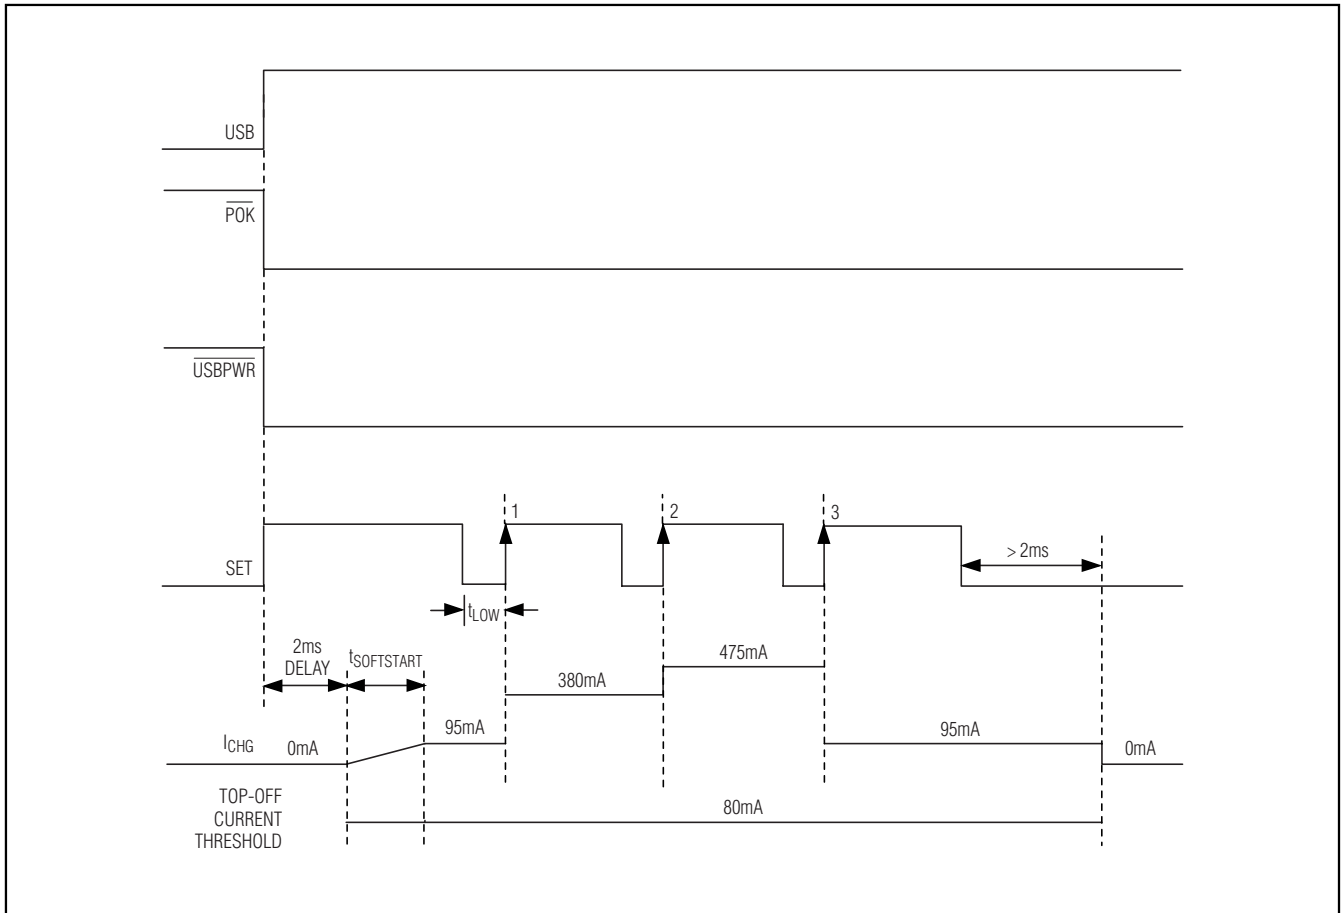 USB
POK
USBPWR
SET
1
2
3
> 2ms
tLOW
2ms
DELAY
tSOFTSTART
475mA
380mA
95mA
95mA
ICHG
0mA
0mA
TOP-OFF
CURRENT
THRESHOLD
80mA